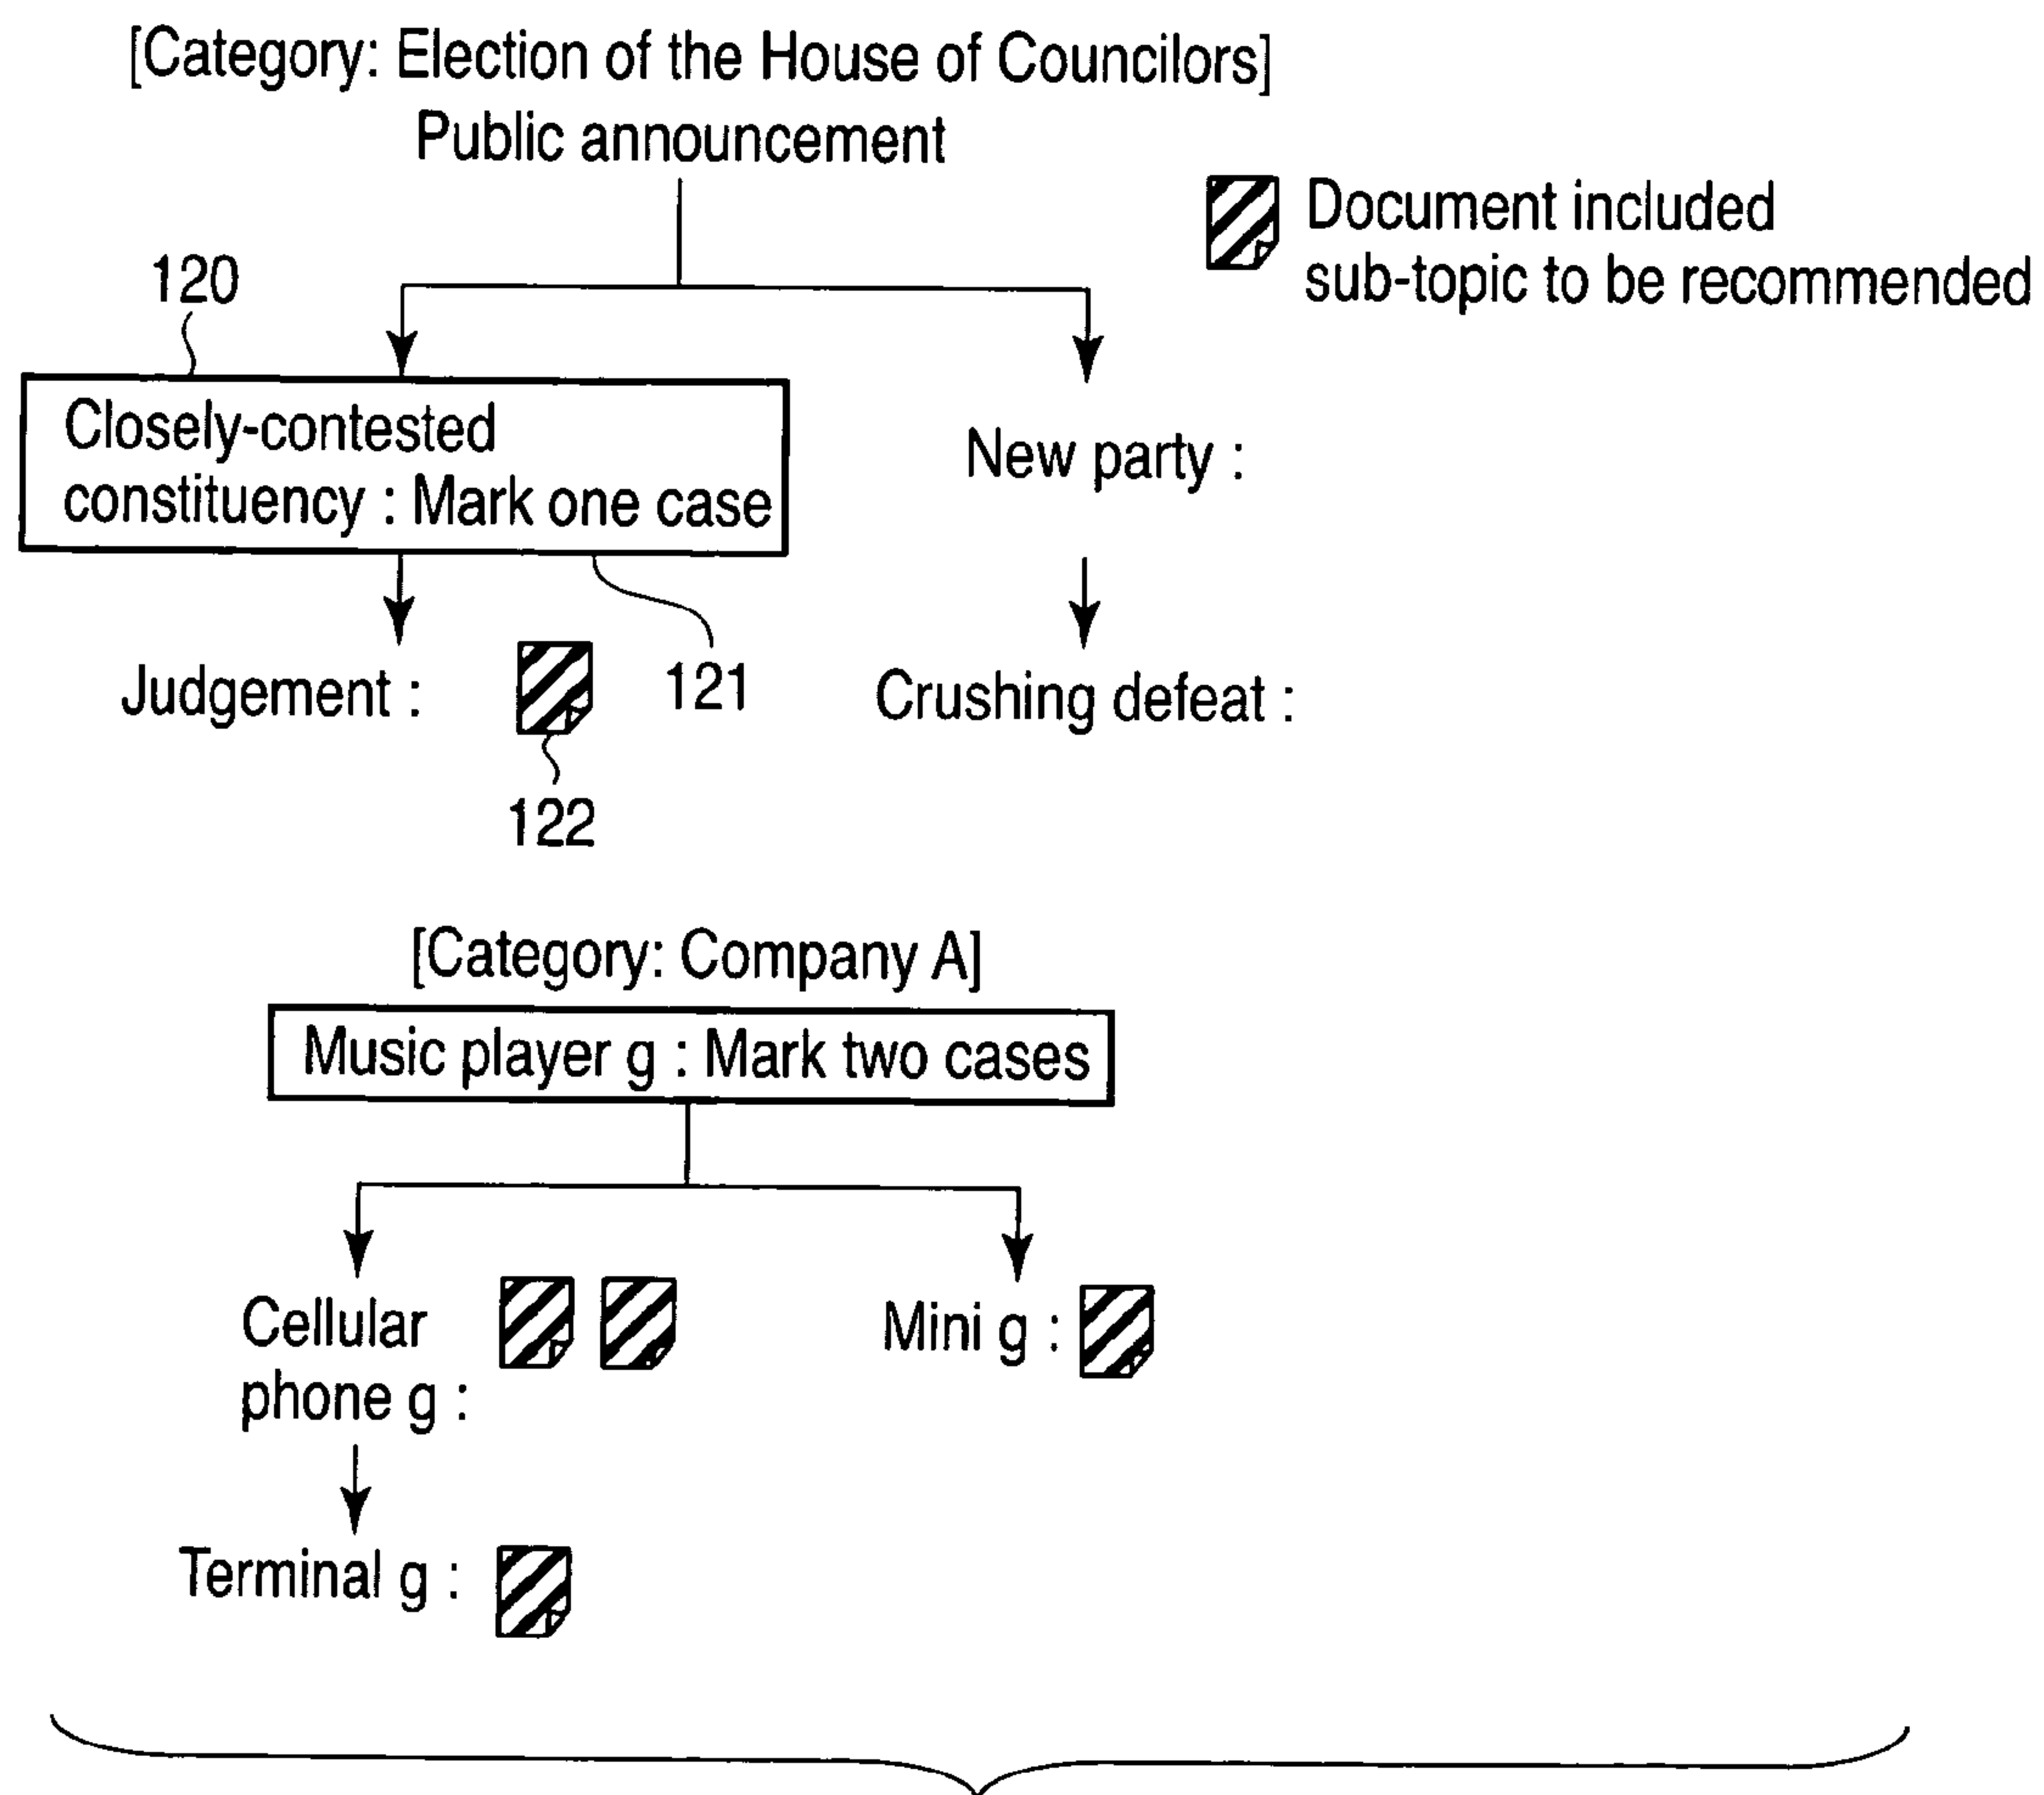 [Category: Election of the House of Councilors]
Public announcement
Document included
sub-topic to be recommended
120
Closely-contested
constituency : Mark one case
New party :
Judgement :
121
Crushing defeat :
122
[Category: Company A]
Music player g : Mark two cases
Cellular
phone g :
Mini g :
Terminal g :